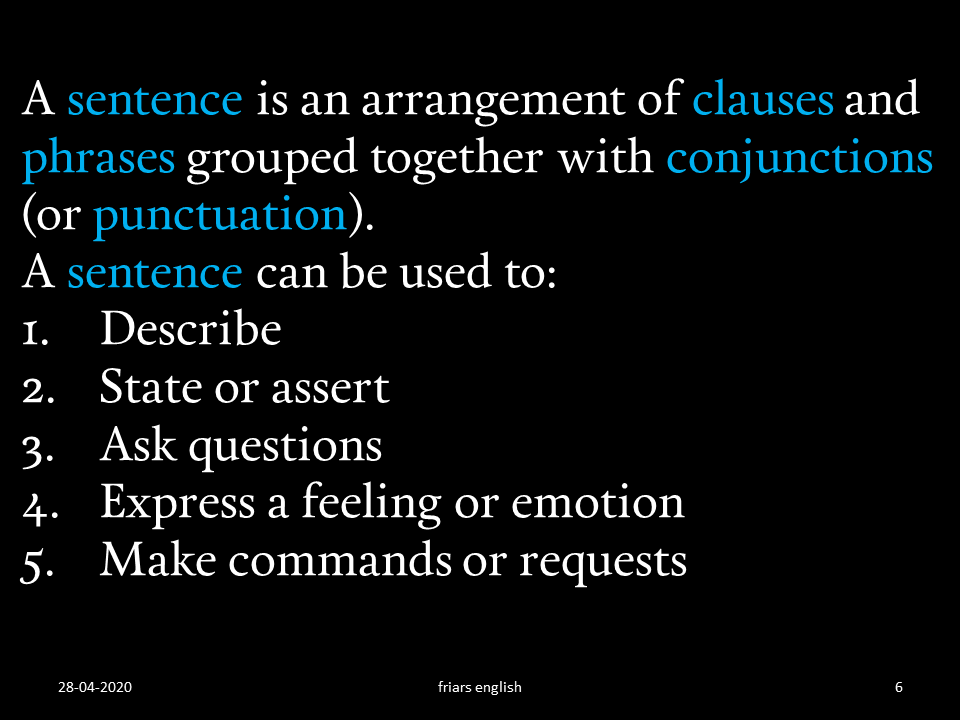 A sentence is an arrangement of clauses and
phrases grouped together with conjunctions
(or punctuation).
A sentence can be used to:
1. Describe
2. State or assert
3. Ask questions
4. Express a feeling or emotion
5. Make commands or requests
28-04-2020 friars english 6